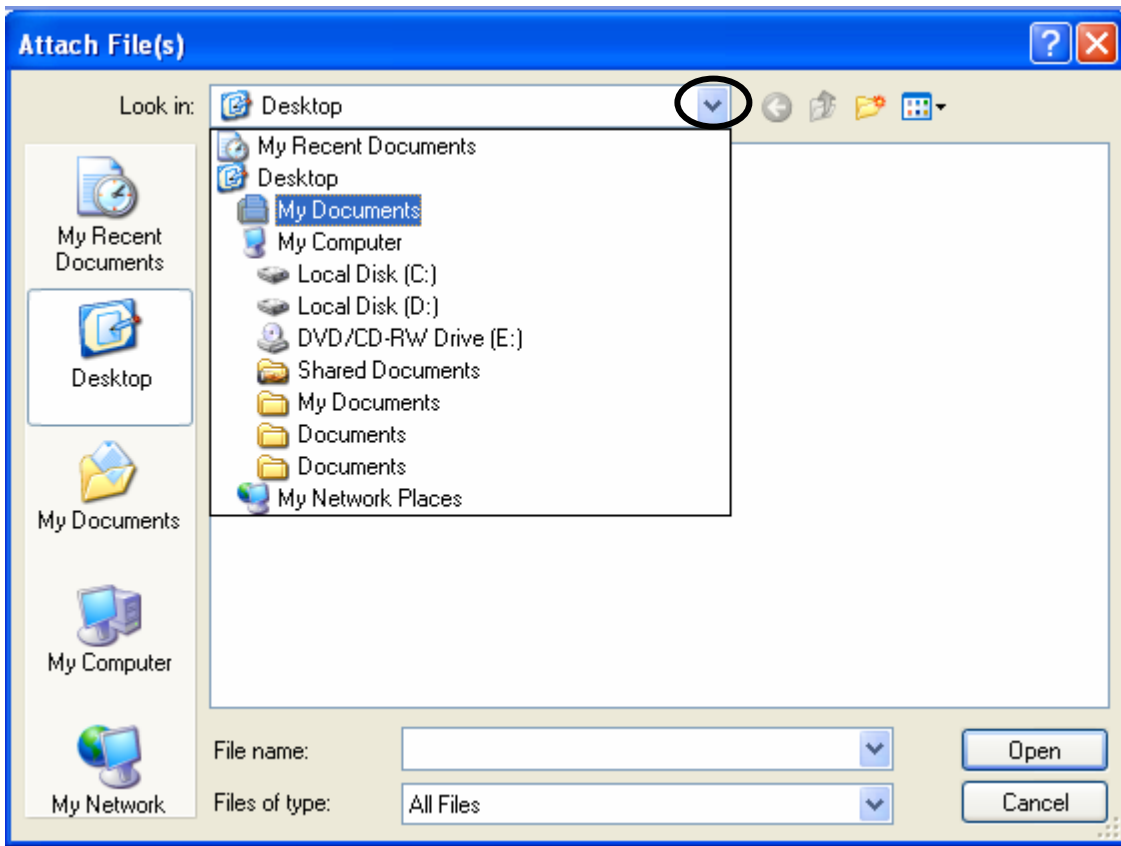 Attach File(s)
Look in:
Desktop
My Recent Documents
Desktop
My Documents
My Computer
Local Disk (C:)
Local Disk (D:)
DVD/CD-RW Drive (E:)
Shared Documents
My Documents
Documents
Documents
My Network Places
My Recent
Documents
Desktop
My Documents
My Computer
My Network
File name:
Open
Files of type:
All Files
Cancel